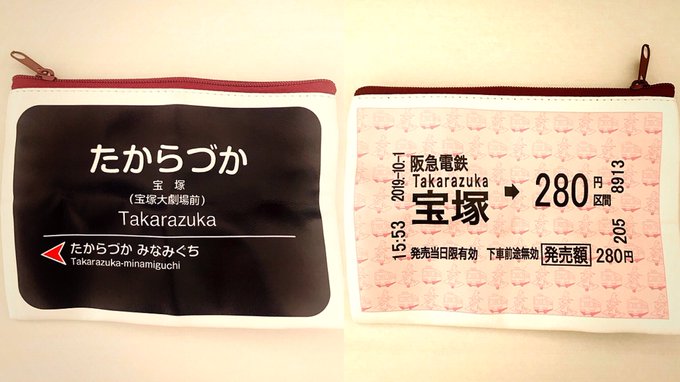 たからづか
宝塚
(宝塚大劇場前)
Takarazuka
たからづか みなみぐち
Takarazuka-minamiguchi
15:53 2019-10-1
阪急電鉄
Takarazuka
宝塚
➡ 280円区間
発売当日限有効 下車前途無効 発売額 280円
205 8913